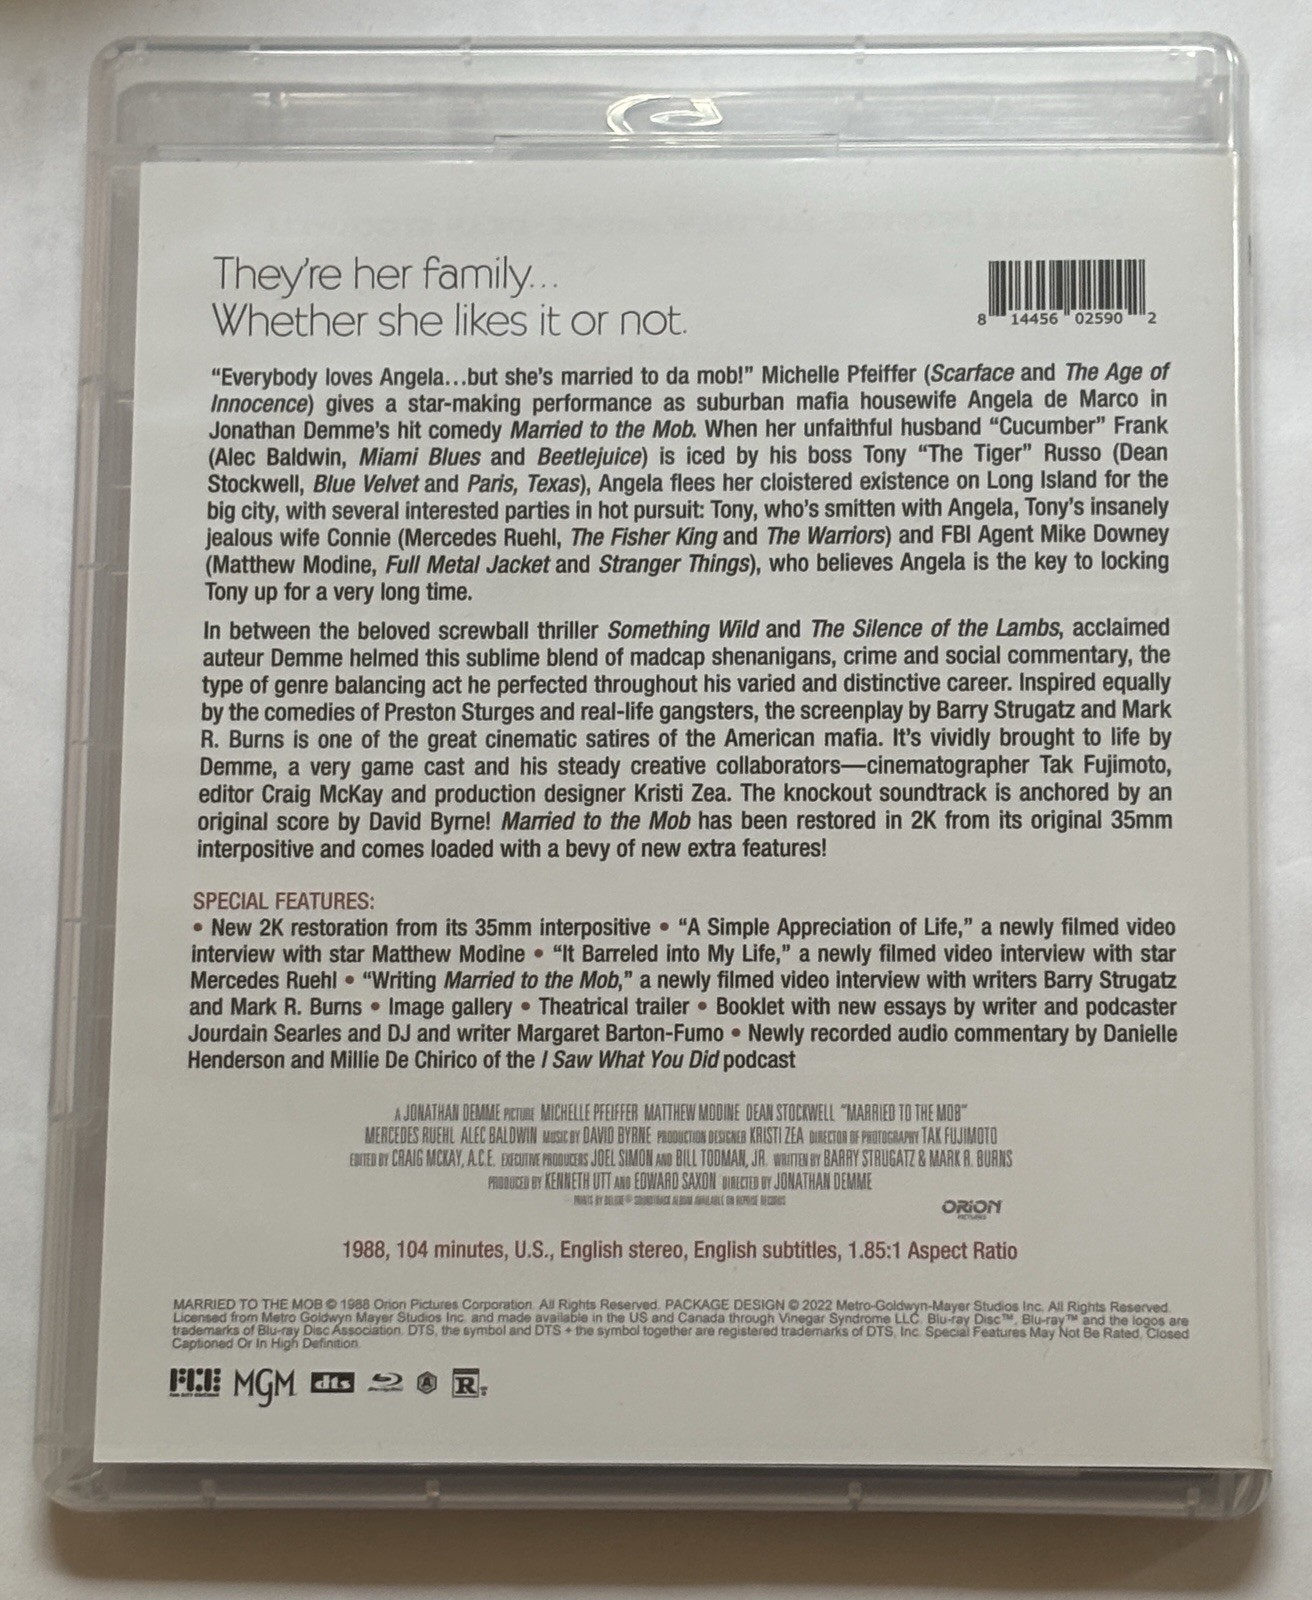 They're her family...
Whether she likes it or not.
8 14456 02590 2
“Everybody loves Angela...but she's married to da mob!” Michelle Pfeiffer (Scarface and The Age of
Innocence) gives a star-making performance as suburban mafia housewife Angela de Marco in
Jonathan Demme's hit comedy Married to the Mob. When her unfaithful husband “Cucumber” Frank
(Alec Baldwin, Miami Blues and Beetlejuice) is iced by his boss Tony “The Tiger” Russo (Dean
Stockwell, Blue Velvet and Paris, Texas), Angela flees her cloistered existence on Long Island for the
big city, with several interested parties in hot pursuit: Tony, who's smitten with Angela, Tony's insanely
jealous wife Connie (Mercedes Ruehl, The Fisher King and The Warriors) and FBI Agent Mike Downey
(Matthew Modine, Full Metal Jacket and Stranger Things), who believes Angela is the key to locking
Tony up for a very long time.
In between the beloved screwball thriller Something Wild and The Silence of the Lambs, acclaimed
auteur Demme helmed this sublime blend of madcap shenanigans, crime and social commentary, the
type of genre balancing act he perfected throughout his varied and distinctive career. Inspired equally
by the comedies of Preston Sturges and real-life gangsters, the screenplay by Barry Strugatz and Mark
R. Burns is one of the great cinematic satires of the American mafia. It's vividly brought to life by
Demme, a very game cast and his steady creative collaborators—cinematographer Tak Fujimoto,
editor Craig McKay and production designer Kristi Zea. The knockout soundtrack is anchored by an
original score by David Byrne! Married to the Mob has been restored in 2K from its original 35mm
interpositive and comes loaded with a bevy of new extra features!
SPECIAL FEATURES:
• New 2K restoration from its 35mm interpositive • “A Simple Appreciation of Life,” a newly filmed video
interview with star Matthew Modine • “It Barreled into My Life,” a newly filmed video interview with star
Mercedes Ruehl • “Writing Married to the Mob,” a newly filmed video interview with writers Barry Strugatz
and Mark R. Burns • Image gallery • Theatrical trailer • Booklet with new essays by writer and podcaster
Jourdain Searles and DJ and writer Margaret Barton-Fumo • Newly recorded audio commentary by Danielle
Henderson and Millie De Chirico of the I Saw What You Did podcast
A JONATHAN DEMME PICTURE MICHELLE PFEIFFER MATTHEW MODINE DEAN STOCKWELL “MARRIED TO THE MOB”
MERCEDES RUEHL ALEC BALDWIN MUSIC BY DAVID BYRNE PRODUCTION DESIGNER KRISTI ZEA DIRECTOR OF PHOTOGRAPHY TAK FUJIMOTO
EDITED BY CRAIG MCKAY, A.C.E. EXECUTIVE PRODUCERS JOEL SIMON AND BILL TODMAN, JR. WRITTEN BY BARRY STRUGATZ & MARK R. BURNS
PRODUCED BY KENNETH UTT AND EDWARD SAXON DIRECTED BY JONATHAN DEMME
PRINTS BY DELUXE® SOUNDTRACK ALBUM AVAILABLE ON REPRISE RECORDS
ORION
PICTURES
1988, 104 minutes, U.S., English stereo, English subtitles, 1.85:1 Aspect Ratio
MARRIED TO THE MOB © 1988 Orion Pictures Corporation. All Rights Reserved. PACKAGE DESIGN © 2022 Metro-Goldwyn-Mayer Studios Inc. All Rights Reserved.
Licensed from Metro Goldwyn Mayer Studios Inc. and made available in the US and Canada through Vinegar Syndrome LLC. Blu-ray Disc™, Blu-ray™ and the logos are
trademarks of Blu-ray Disc Association. DTS, the symbol and DTS + the symbol together are registered trademarks of DTS, Inc. Special Features May Not Be Rated, Closed
Captioned Or In High Definition.
MGM dts A R